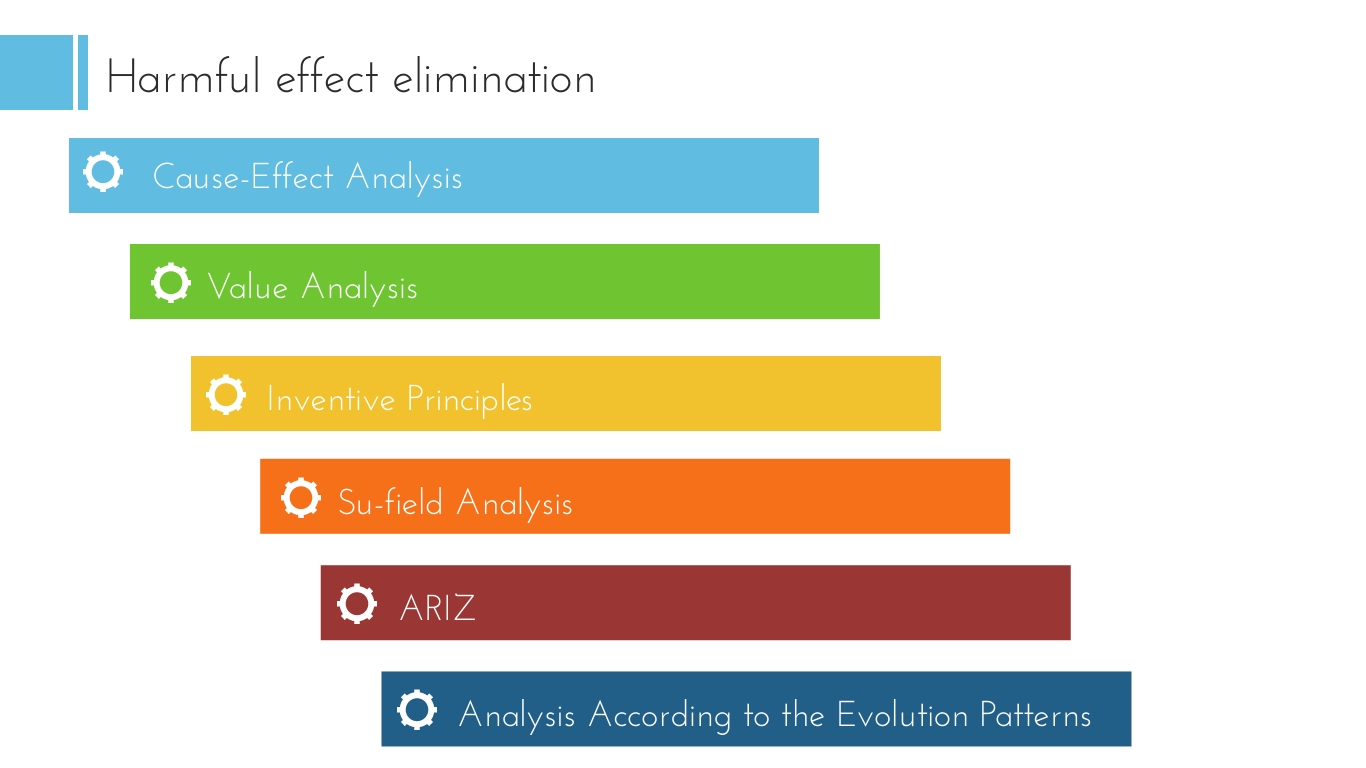 Harmful effect elimination
Cause-Effect Analysis
Value Analysis
Inventive Principles
Su-field Analysis
ARIZ
Analysis According to the Evolution Patterns